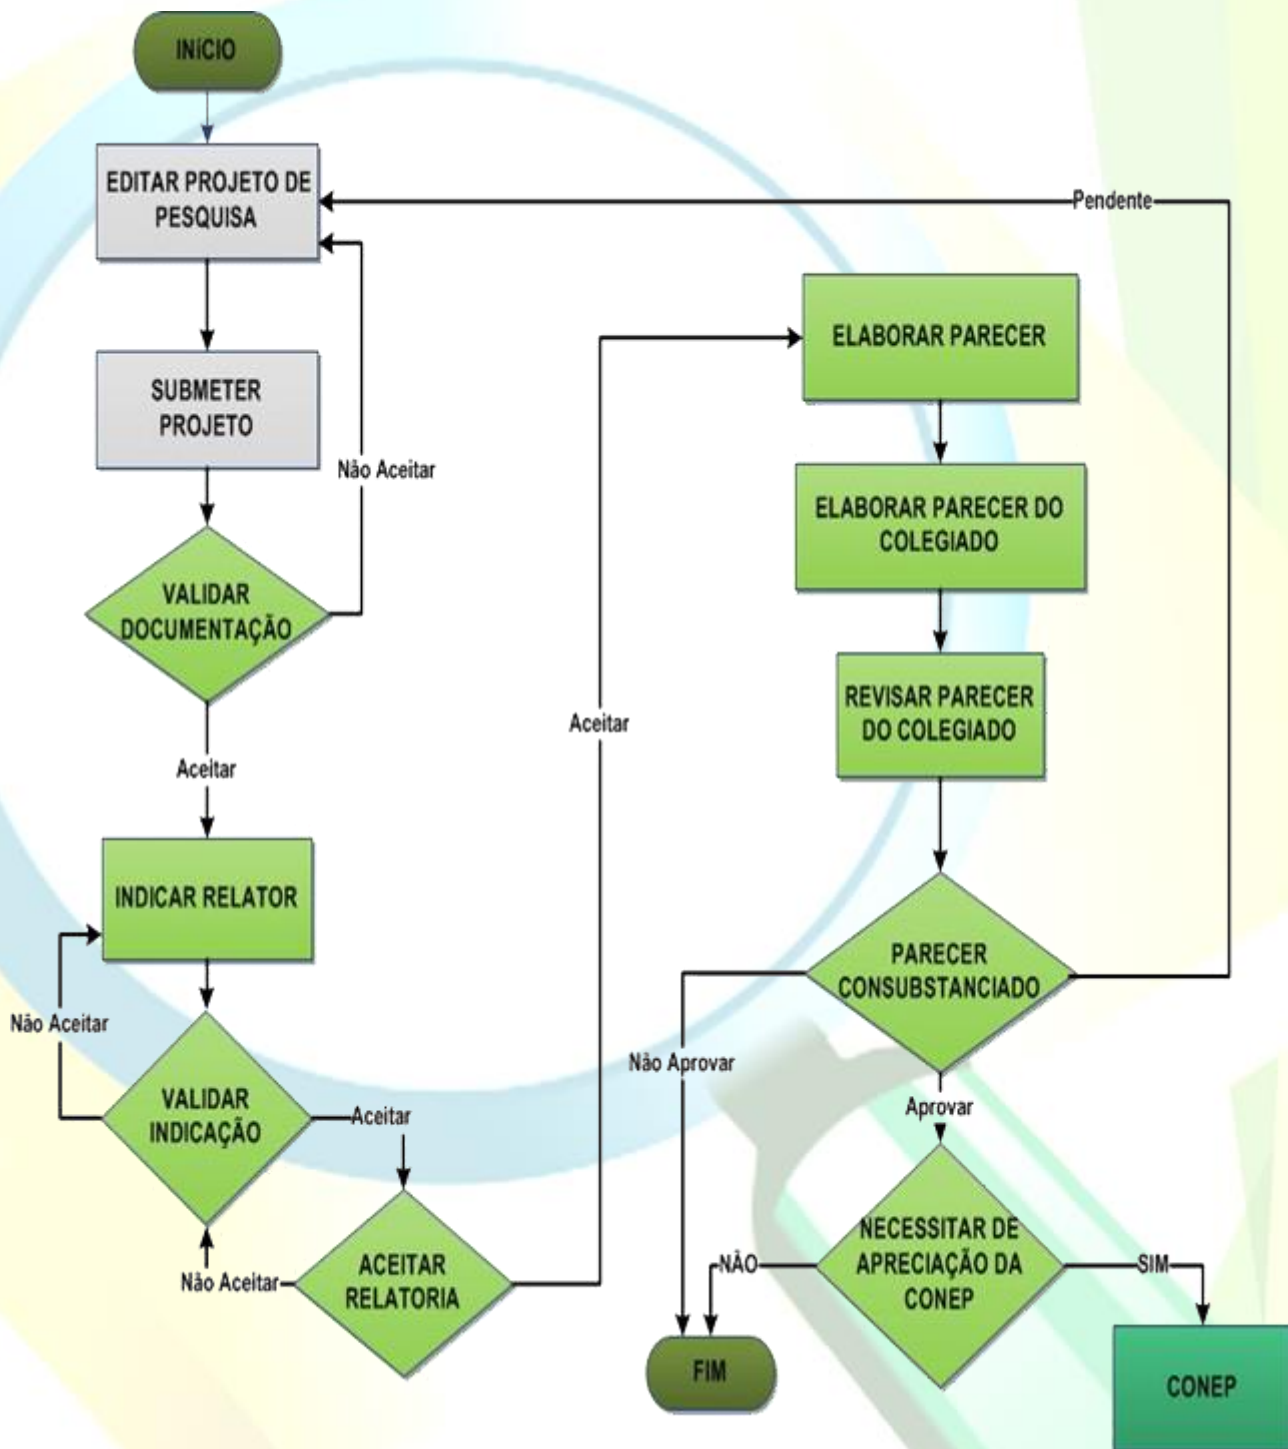 INÍCIO
EDITAR PROJETO DE
PESQUISA
SUBMETER
PROJETO
Não Aceitar
VALIDAR
DOCUMENTAÇÃO
Aceitar
INDICAR RELATOR
Não Aceitar
VALIDAR
INDICAÇÃO
Aceitar
Não Aceitar
ACEITAR
RELATORIA
Aceitar
Pendente
ELABORAR PARECER
ELABORAR PARECER DO
COLEGIADO
REVISAR PARECER
DO COLEGIADO
PARECER
CONSUBSTANCIADO
Não Aprovar
Aprovar
NECESSITAR DE
APRECIAÇÃO DA
CONEP
NÃO
SIM
FIM
CONEP